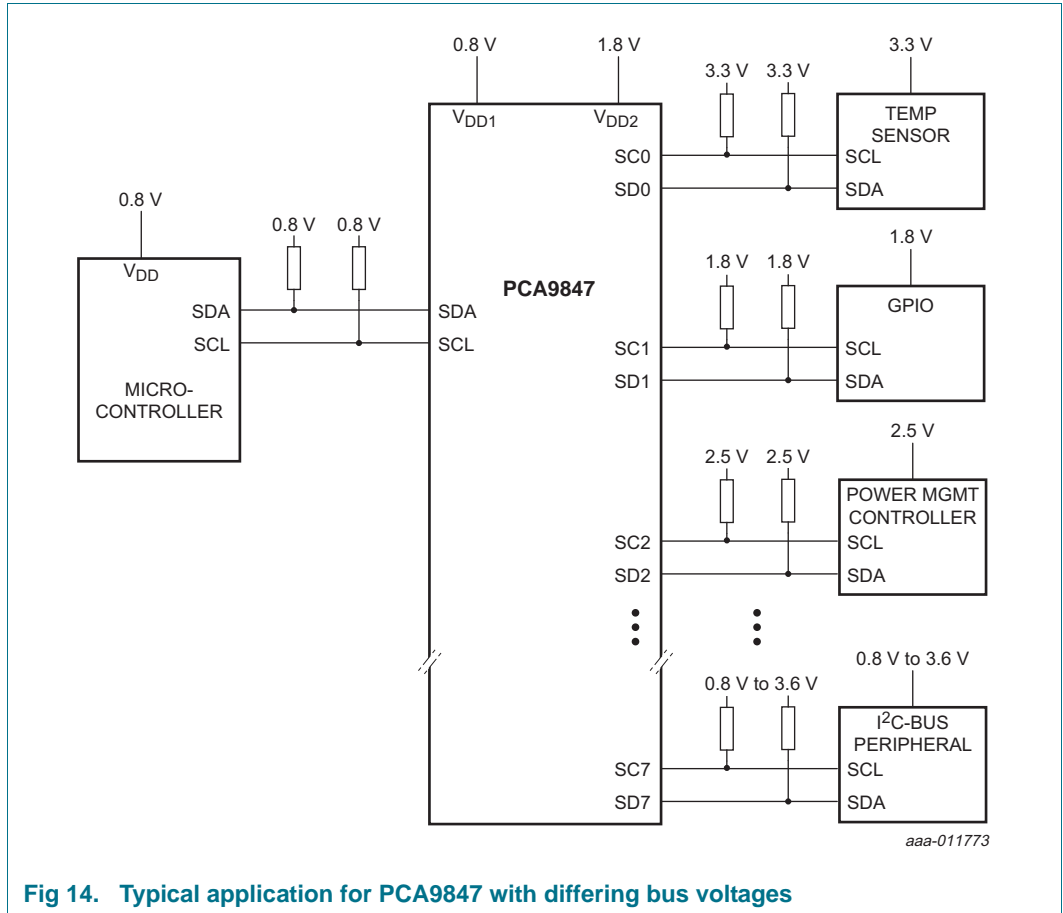 0.8 V
1.8 V
V_DD1
V_DD2
3.3 V 3.3 V
3.3 V
TEMP
SENSOR
SC0
SCL
SD0
SDA
0.8 V
0.8 V 0.8 V
V_DD
SDA
SCL
MICRO-
CONTROLLER
SDA
SCL
PCA9847
1.8 V 1.8 V
1.8 V
GPIO
SC1
SCL
SD1
SDA
2.5 V 2.5 V
2.5 V
POWER MGMT
CONTROLLER
SC2
SCL
SD2
SDA
0.8 V to 3.6 V
0.8 V to 3.6 V
I²C-BUS
PERIPHERAL
SC7
SCL
SD7
SDA
aaa-011773
Fig 14. Typical application for PCA9847 with differing bus voltages